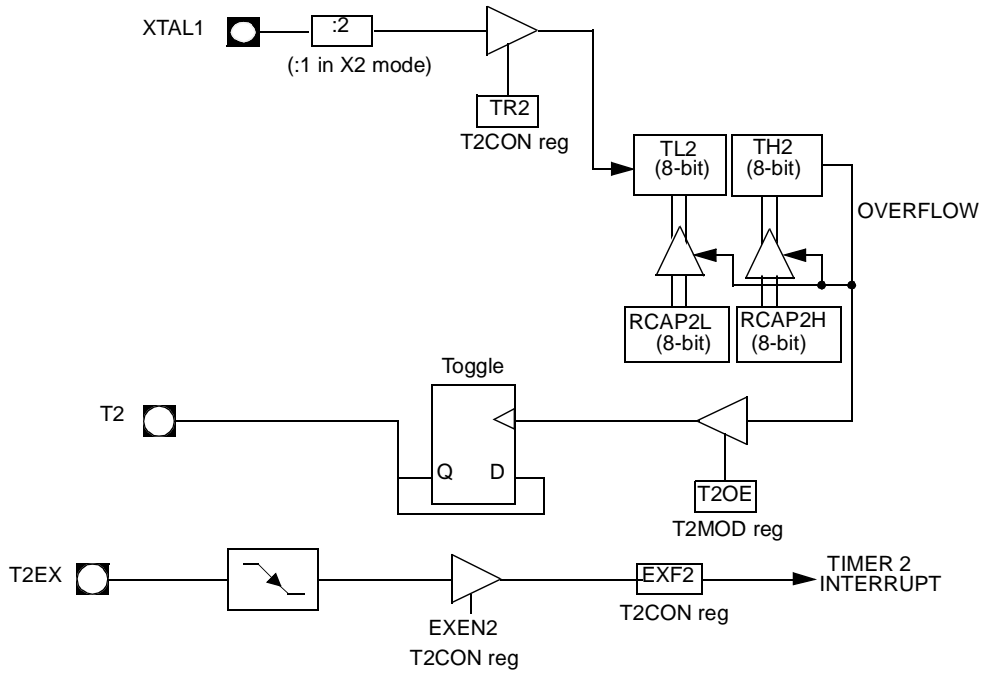 XTAL1
:2
(:1 in X2 mode)
TR2
T2CON reg
TL2
(8-bit)
TH2
(8-bit)
OVERFLOW
RCAP2L
(8-bit)
RCAP2H
(8-bit)
Toggle
T2
Q D
T2OE
T2MOD reg
T2EX
EXEN2
T2CON reg
EXF2
T2CON reg
TIMER 2
INTERRUPT